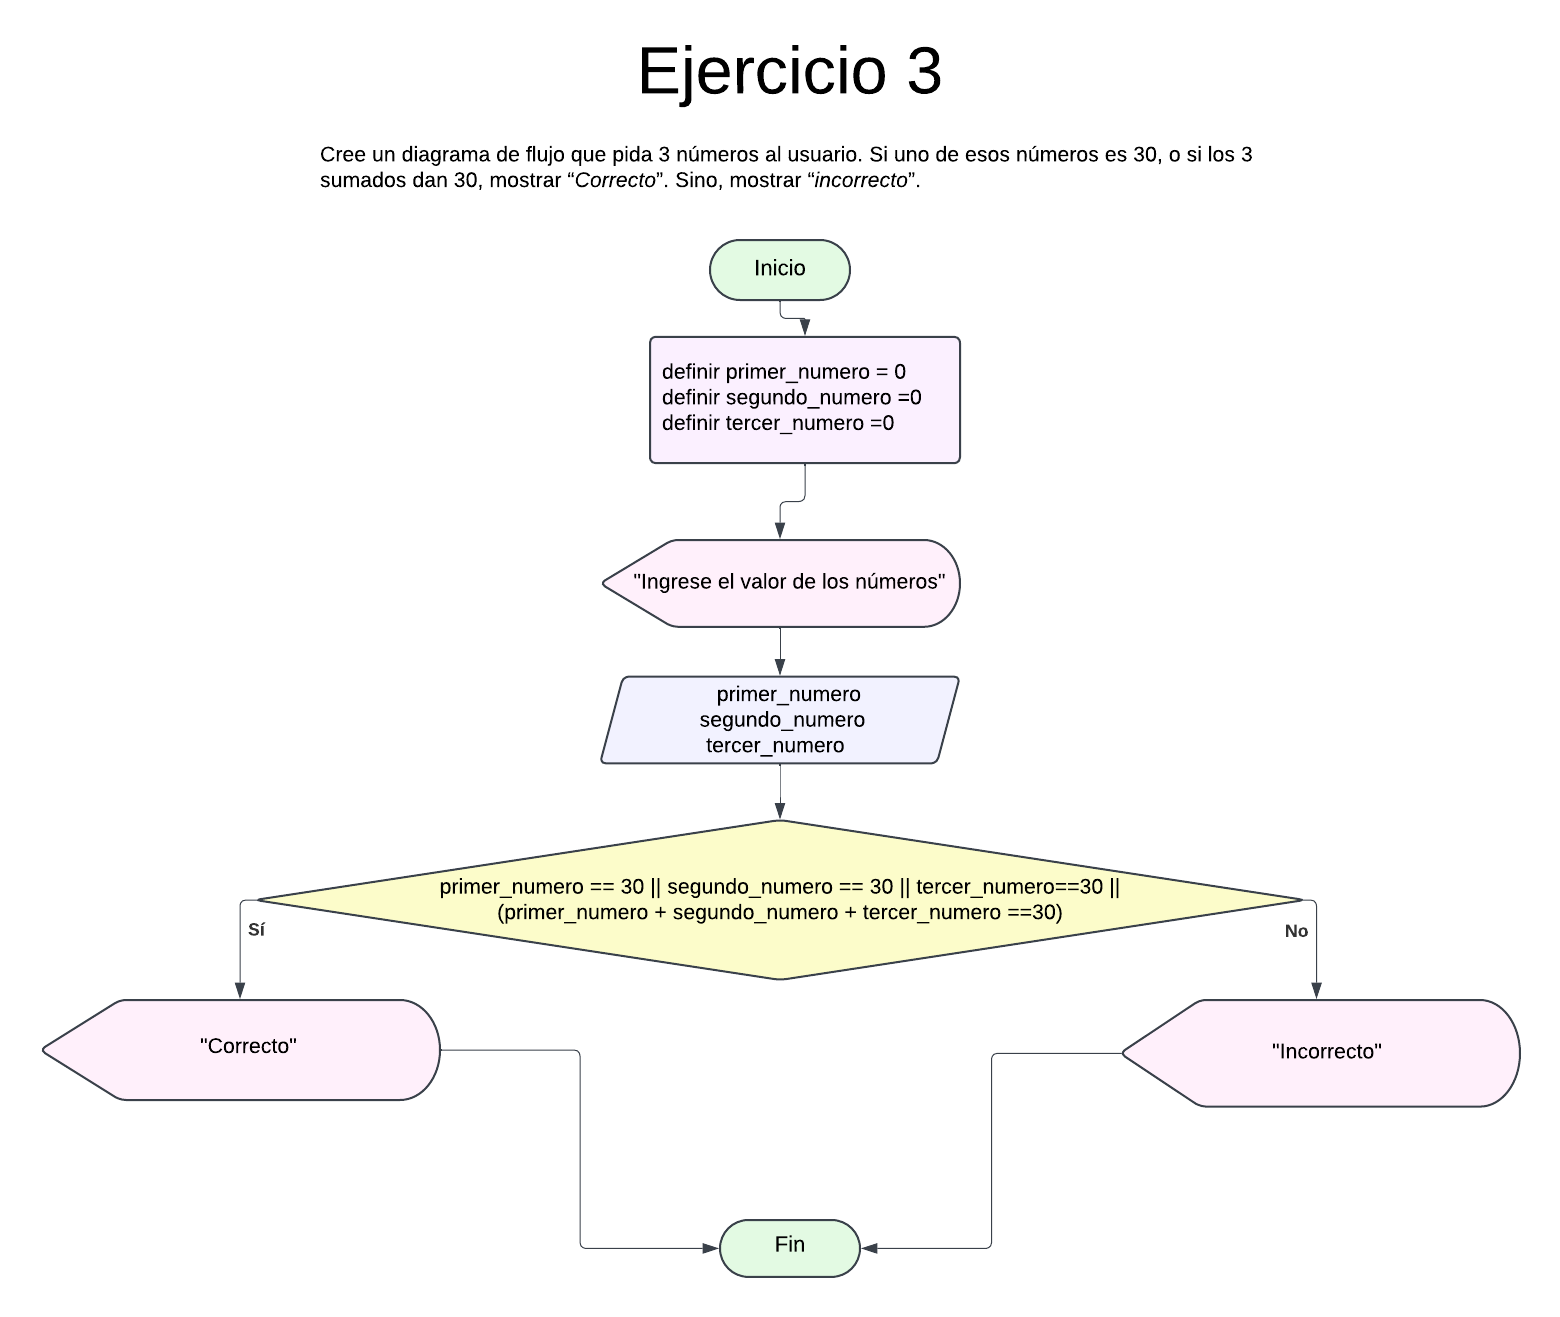 Ejercicio 3
Cree un diagrama de flujo que pida 3 números al usuario. Si uno de esos números es 30, o si los 3
sumados dan 30, mostrar “Correcto”. Sino, mostrar “incorrecto”.
Inicio
definir primer_numero = 0
definir segundo_numero =0
definir tercer_numero =0
"Ingrese el valor de los números"
primer_numero
segundo_numero
tercer_numero
primer_numero == 30 || segundo_numero == 30 || tercer_numero==30 ||
(primer_numero + segundo_numero + tercer_numero ==30)
Sí
No
"Correcto"
"Incorrecto"
Fin